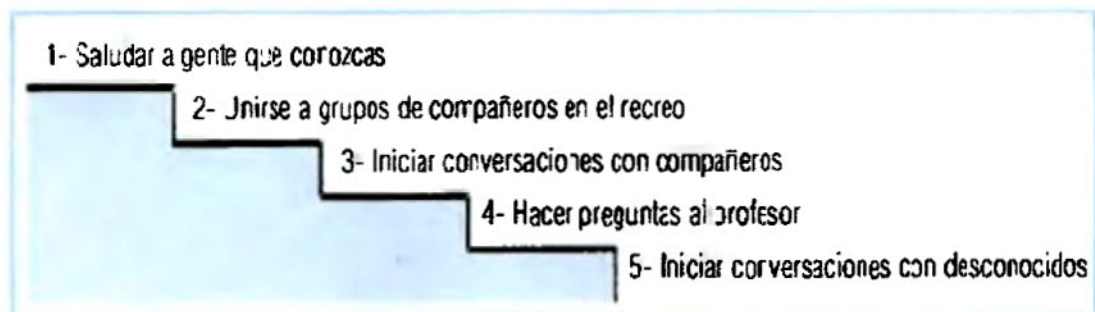 1- Saludar a gente que conozcas
2- Unirse a grupos de compañeros en el recreo
3- Iniciar conversaciones con compañeros
4- Hacer preguntas al profesor
5- Iniciar conversaciones con desconocidos